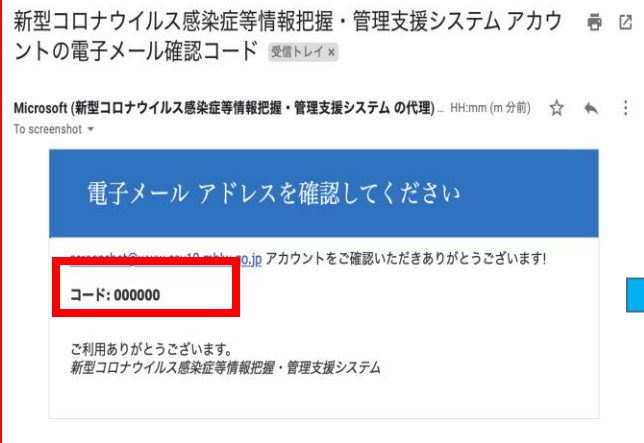 新型コロナウイルス感染症等情報把握・管理支援システム アカウ
ントの電子メール確認コード 受信トレイ ×
Microsoft (新型コロナウイルス感染症等情報把握・管理支援システム の代理) ... HH:mm (m 分前)
To screenshot
電子メール アドレスを確認してください
アカウントをご確認いただきありがとうございます!
コード: 000000
ご利用ありがとうございます。
新型コロナウイルス感染症等情報把握・管理支援システム